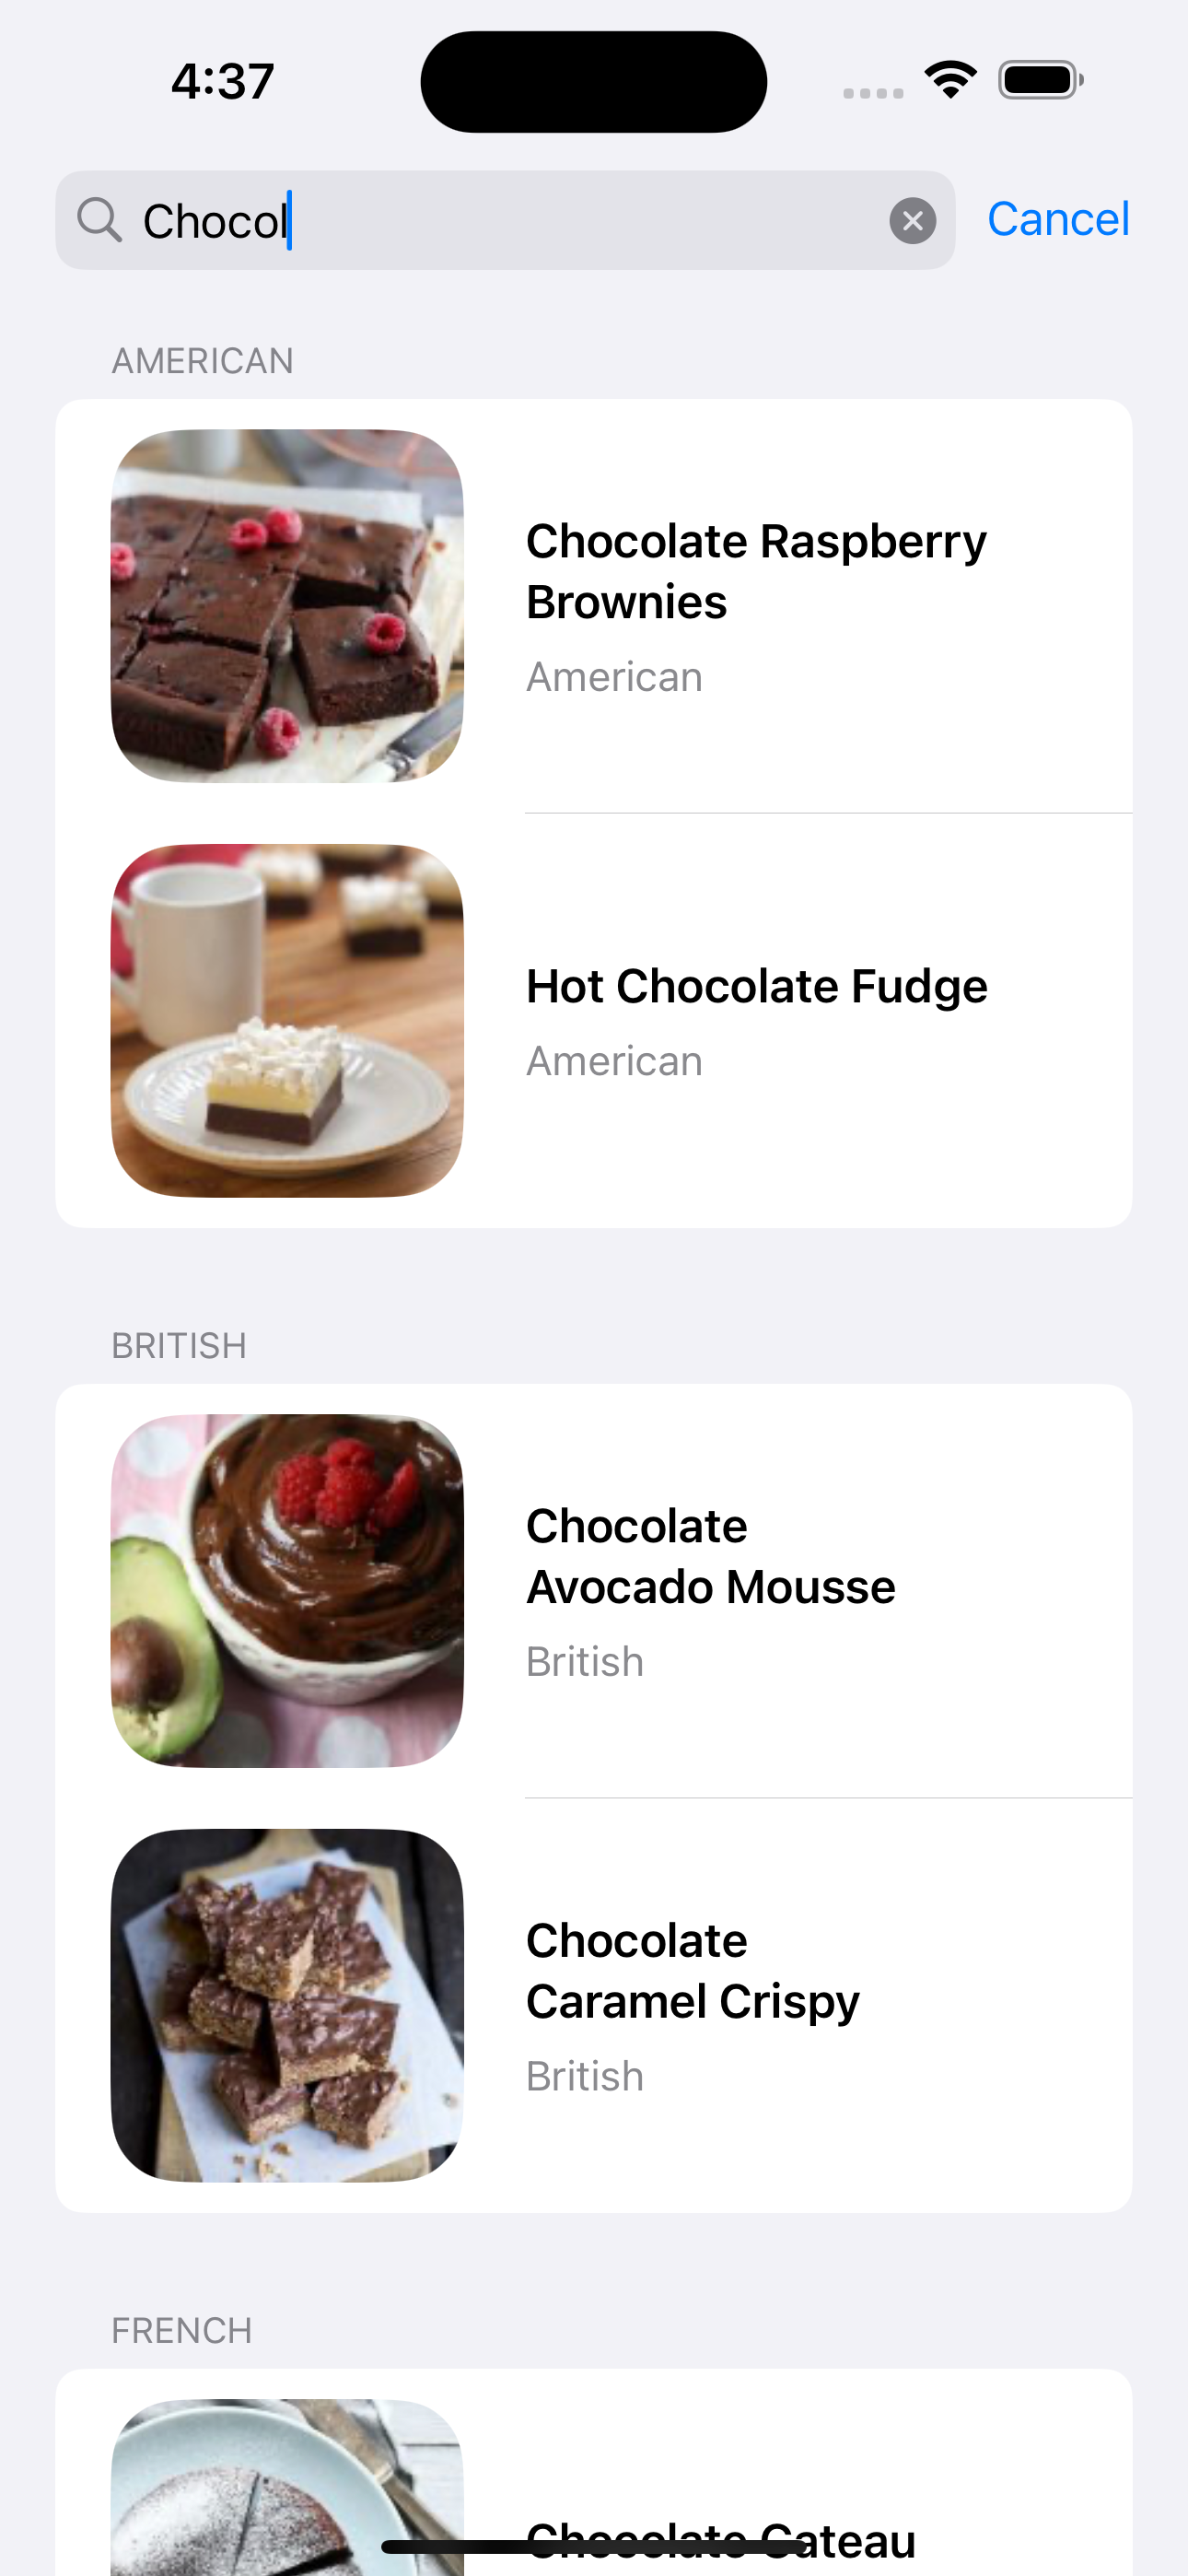 4:37
Chocol
Cancel
AMERICAN
Chocolate Raspberry
Brownies
American
Hot Chocolate Fudge
American
BRITISH
Chocolate
Avocado Mousse
British
Chocolate
Caramel Crispy
British
FRENCH
Chocolate Gateau